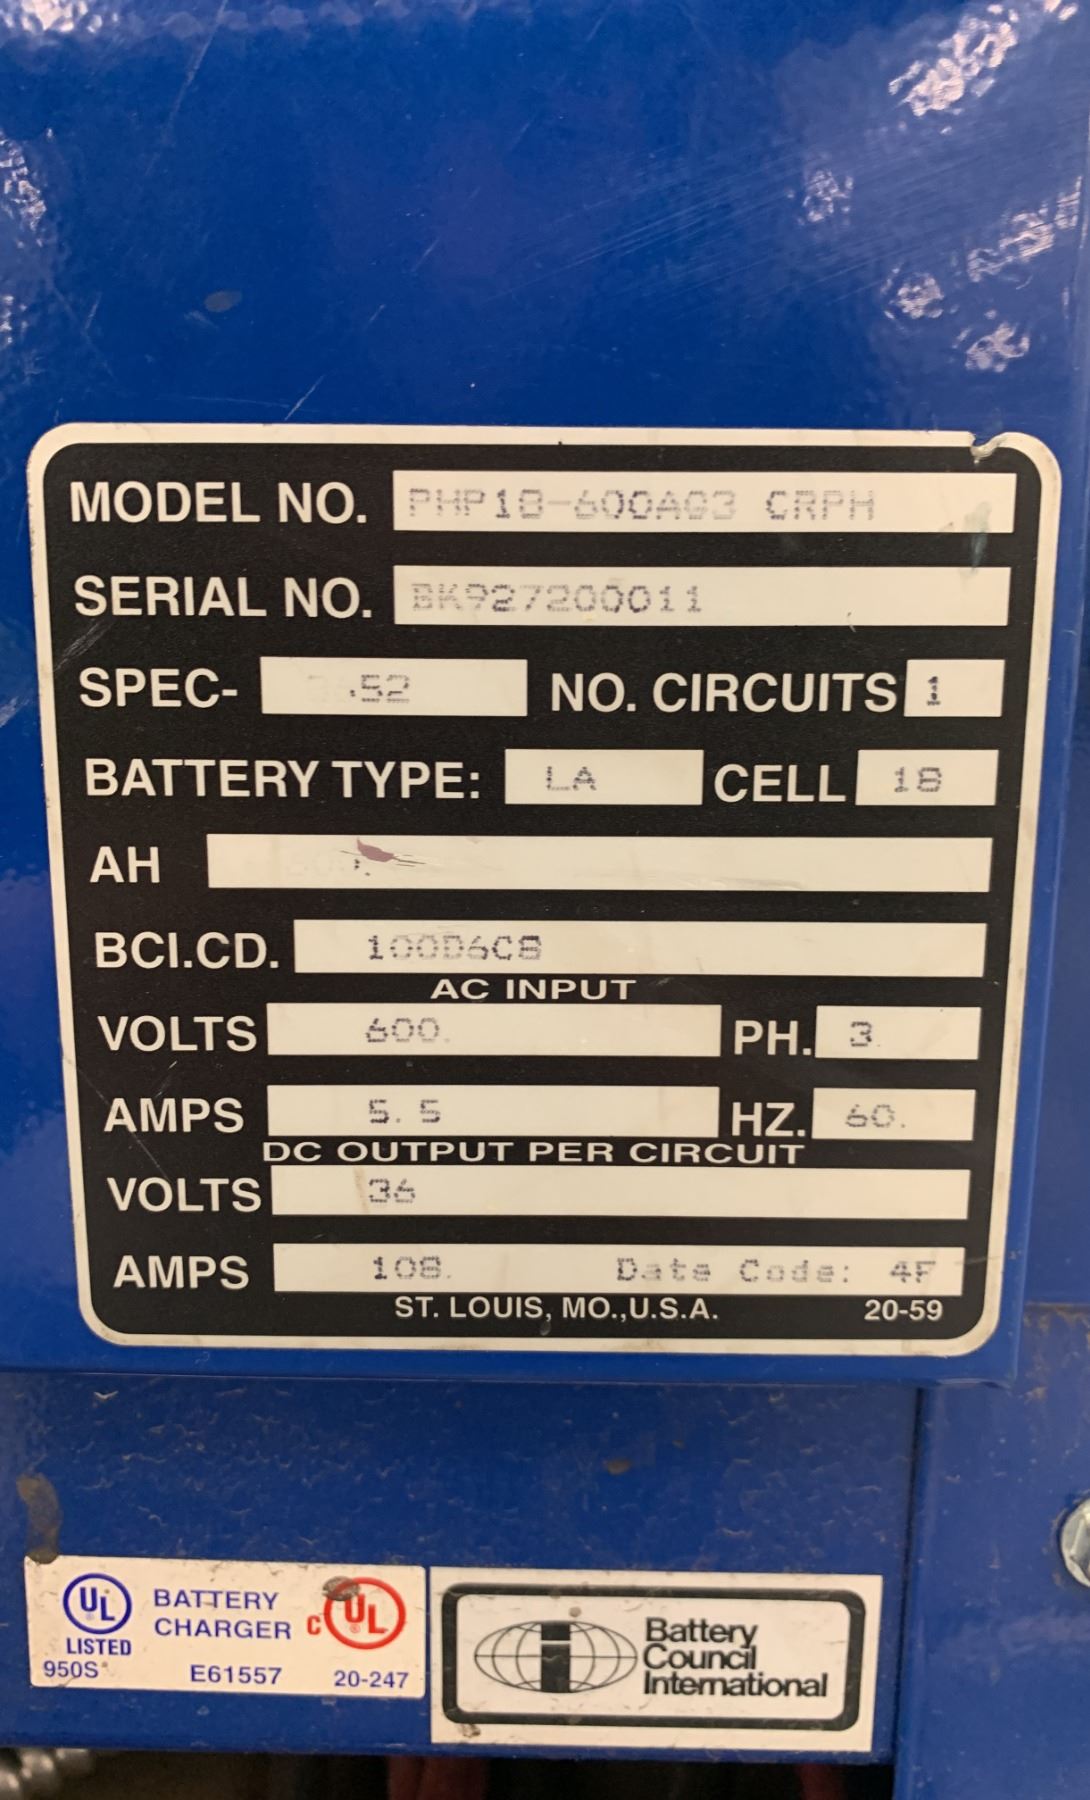 MODEL NO. PHP18-600AQ3 CRPH
SERIAL NO. BK927200011
SPEC- NO. CIRCUITS 1
BATTERY TYPE: LA CELL 18
AH
BCI.CD. 100D6C8
AC INPUT
VOLTS 600. PH. 3
AMPS 5.5 HZ. 60.
DC OUTPUT PER CIRCUIT
VOLTS 36
AMPS 108. Date Code: 4F
ST. LOUIS, MO.,U.S.A. 20-59
UL LISTED 950S
BATTERY CHARGER E61557
C UL 20-247
Battery
Council
International